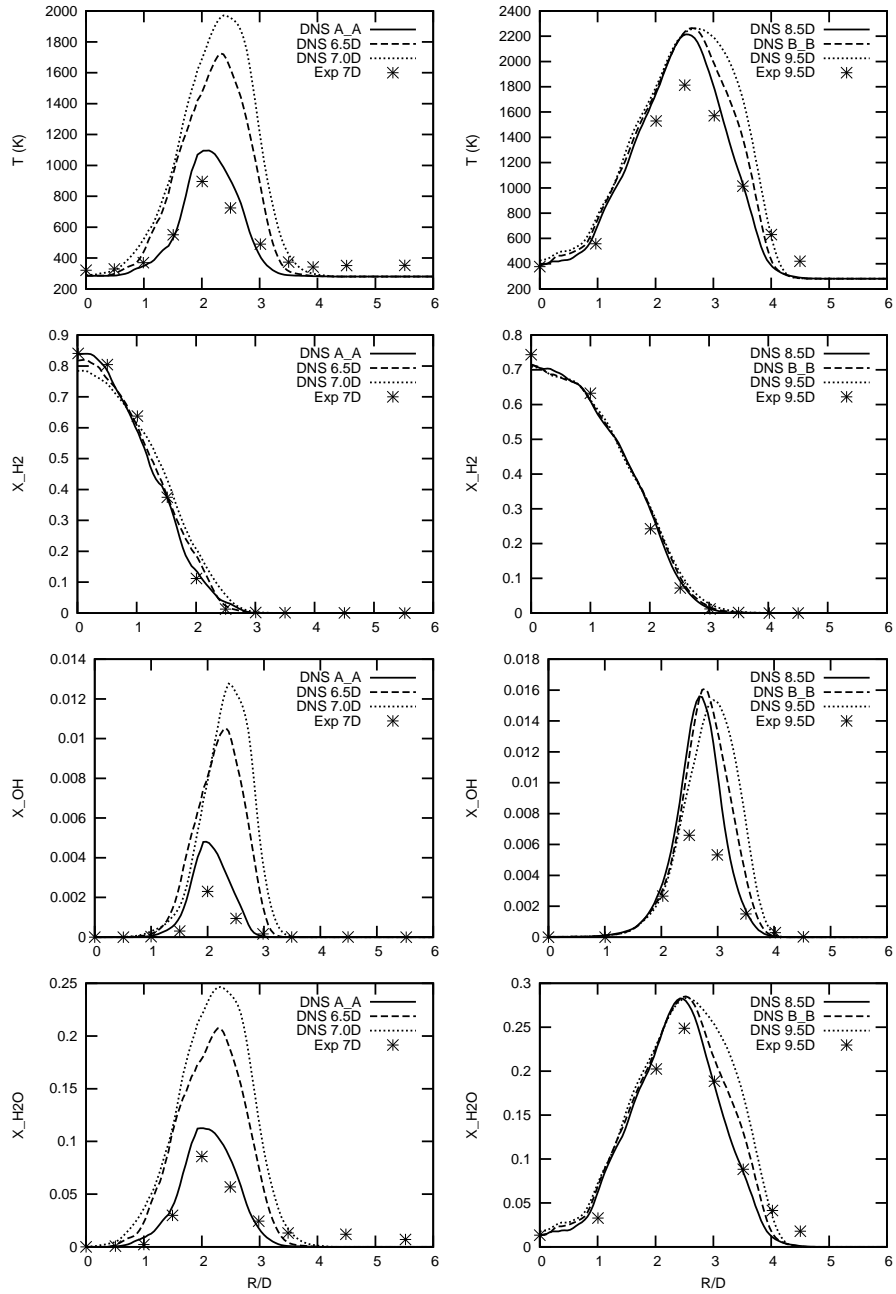 2000
1800
1600
1400
1200
1000
800
600
400
200
T (K)
0 1 2 3 4 5 6
DNS A_A
DNS 6.5D
DNS 7.0D
Exp 7D
2400
2200
2000
1800
1600
1400
1200
1000
800
600
400
200
T (K)
0 1 2 3 4 5 6
DNS 8.5D
DNS B_B
DNS 9.5D
Exp 9.5D
0.9
0.8
0.7
0.6
0.5
0.4
0.3
0.2
0.1
0
X_H2
0 1 2 3 4 5 6
DNS A_A
DNS 6.5D
DNS 7.0D
Exp 7D
0.8
0.7
0.6
0.5
0.4
0.3
0.2
0.1
0
X_H2
0 1 2 3 4 5 6
DNS 8.5D
DNS B_B
DNS 9.5D
Exp 9.5D
0.014
0.012
0.01
0.008
0.006
0.004
0.002
0
X_OH
0 1 2 3 4 5 6
DNS A_A
DNS 6.5D
DNS 7.0D
Exp 7D
0.018
0.016
0.014
0.012
0.01
0.008
0.006
0.004
0.002
0
X_OH
0 1 2 3 4 5 6
DNS 8.5D
DNS B_B
DNS 9.5D
Exp 9.5D
0.25
0.2
0.15
0.1
0.05
0
X_H2O
0 1 2 3 4 5 6
R/D
DNS A_A
DNS 6.5D
DNS 7.0D
Exp 7D
0.3
0.25
0.2
0.15
0.1
0.05
0
X_H2O
0 1 2 3 4 5 6
R/D
DNS 8.5D
DNS B_B
DNS 9.5D
Exp 9.5D